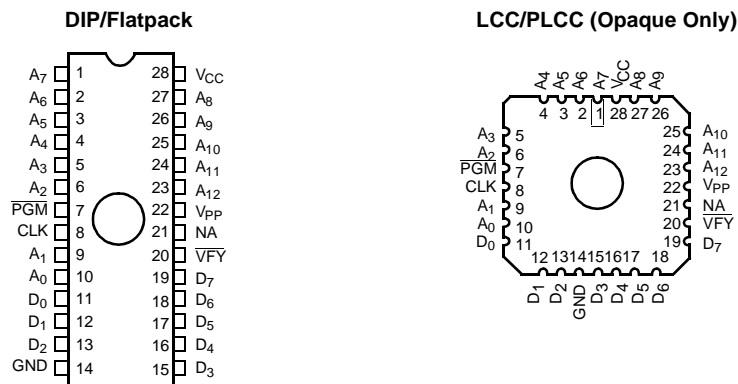 DIP/Flatpack
A7 1 28 VCC
A6 2 27 A8
A5 3 26 A9
A4 4 25 A10
A3 5 24 A11
A2 6 23 A12
PGM 7 22 VPP
CLK 8 21 NA
A1 9 20 VFY
A0 10 19 D7
D0 11 18 D6
D1 12 17 D5
D2 13 16 D4
GND 14 15 D3
LCC/PLCC (Opaque Only)
A4 A5 A6 A7 VCC A8 A9
4 3 2 1 28 27 26
A3 5 25 A10
A2 6 24 A11
PGM 7 23 A12
CLK 8 22 VPP
A1 9 21 NA
A0 10 20 VFY
D0 11 19 D7
12 13 14 15 16 17 18
D1 D2 GND D3 D4 D5 D6